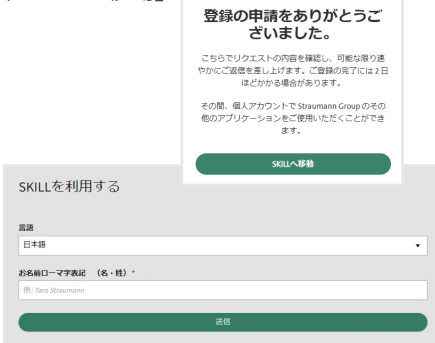 登録の申請をありがとうご
ざいました。
こちらでリクエストの内容を確認し、可能な限り速
やかにご返信を差し上げます。ご登録の完了には2日
ほどかかる場合があります。
その間、個人アカウントで Straumann Group のその
他のアプリケーションをご使用いただくことができ
ます。
SKILLへ移動
SKILLを利用する
言語
日本語
お名前ローマ字表記 （名・姓） *
例: Taro Straumann
送信